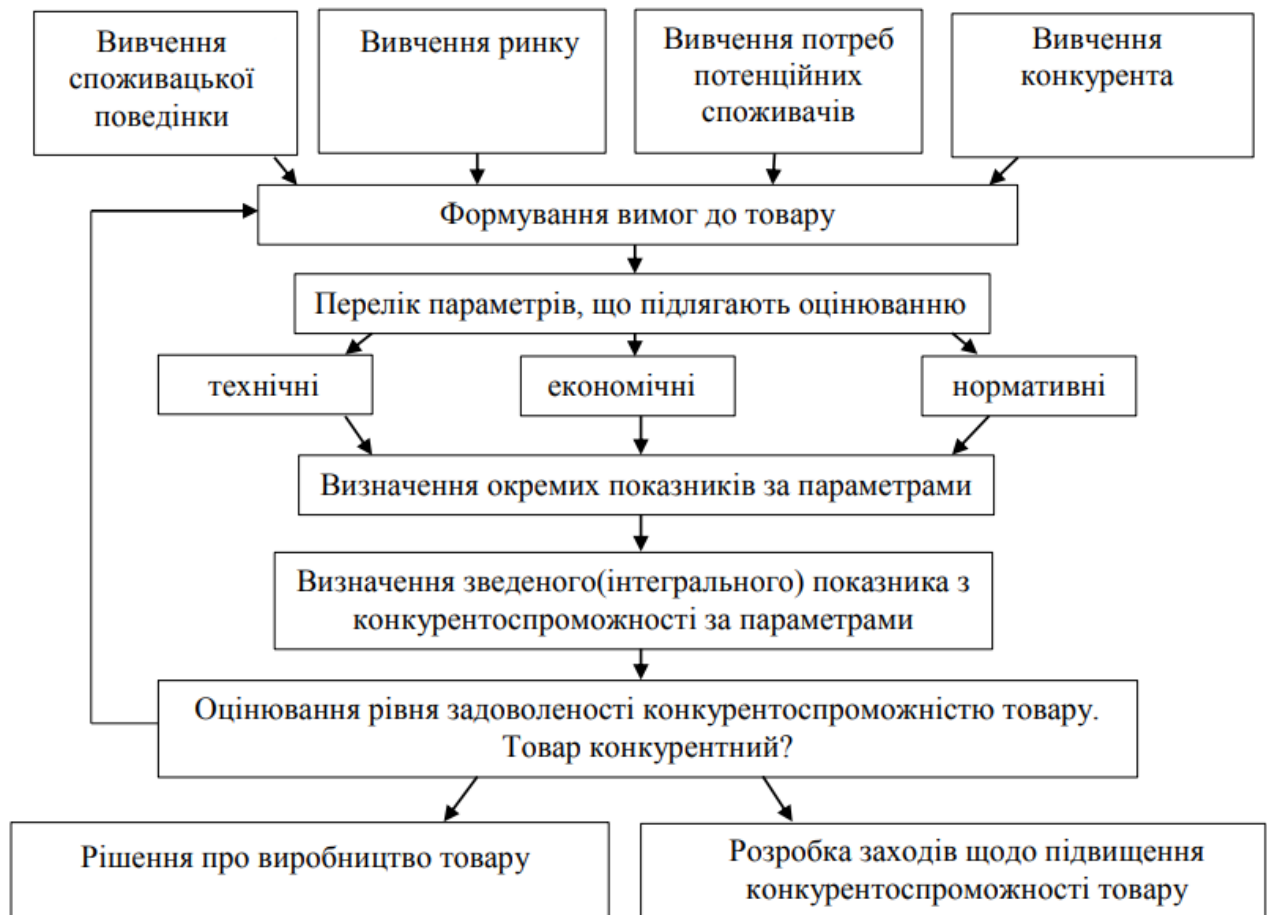 Вивчення
споживацької
поведінки
Вивчення ринку
Вивчення потреб
потенційних
споживачів
Вивчення
конкурента
Формування вимог до товару
Перелік параметрів, що підлягають оцінюванню
технічні
економічні
нормативні
Визначення окремих показників за параметрами
Визначення зведеного(інтегрального) показника з
конкурентоспроможності за параметрами
Оцінювання рівня задоволеності конкурентоспроможністю товару.
Товар конкурентний?
Рішення про виробництво товару
Розробка заходів щодо підвищення
конкурентоспроможності товару